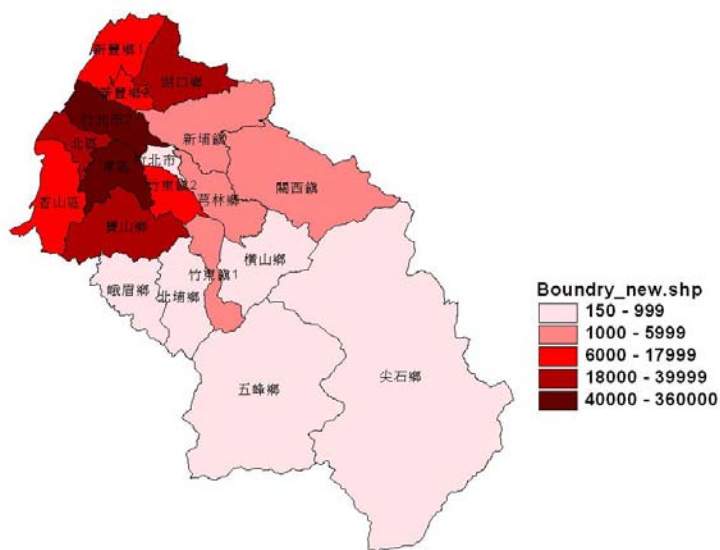 新豐鄉1
湖口鄉
新豐鄉2
竹北市2
新埔鎮
北區
竹北市
東區
竹東鎮2
關西鎮
香山區
芎林鄉
寶山鄉
橫山鄉
竹東鎮1
峨眉鄉
北埔鄉
五峰鄉
尖石鄉
Boundry_new.shp
150 - 999
1000 - 5999
6000 - 17999
18000 - 39999
40000 - 360000